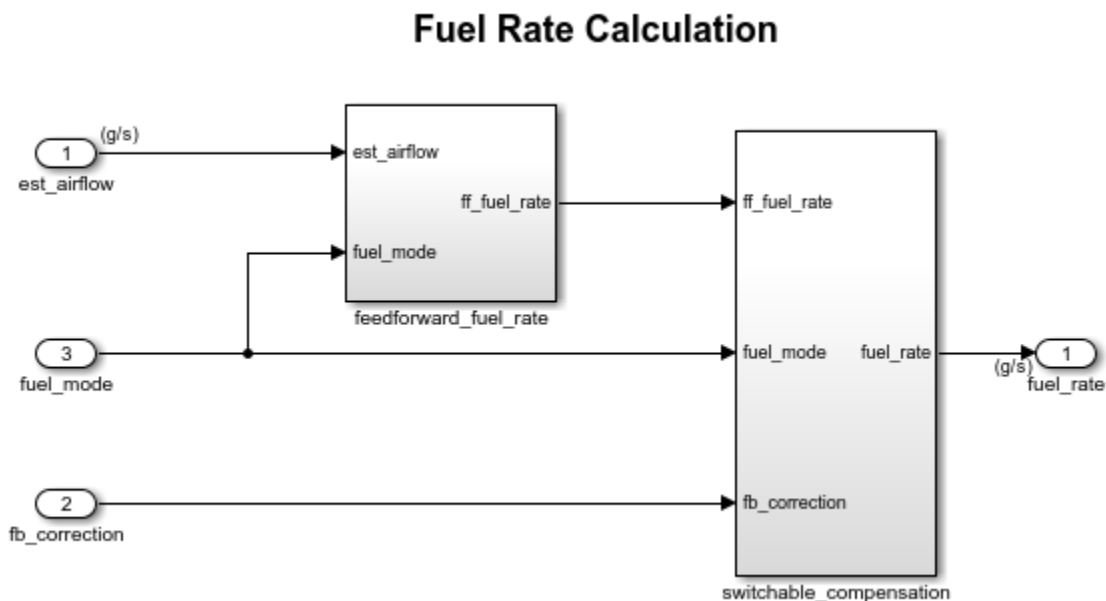 Fuel Rate Calculation
(g/s)
1
est_airflow
est_airflow
ff_fuel_rate
fuel_mode
feedforward_fuel_rate
ff_fuel_rate
3
fuel_mode
fuel_mode
fuel_rate
(g/s)
1
fuel_rate
2
fb_correction
fb_correction
switchable_compensation